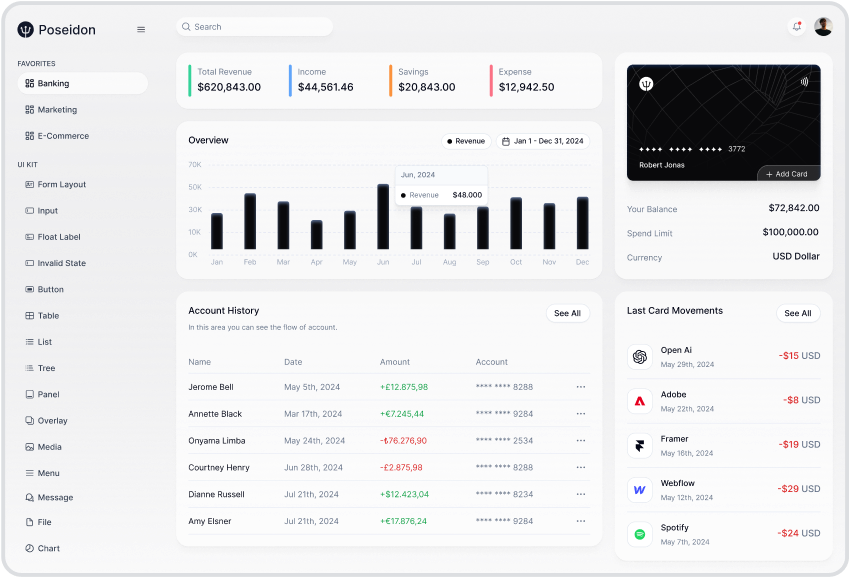 Poseidon
Search
FAVORITES
Banking
Marketing
E-Commerce
UI KIT
Form Layout
Input
Float Label
Invalid State
Button
Table
List
Tree
Panel
Overlay
Media
Menu
Message
File
Chart
Total Revenue
$620,843.00
Income
$44,561.46
Savings
$20,843.00
Expense
$12,942.50
Overview
Revenue
Jan 1 - Dec 31, 2024
70K
50K
30K
10K
0K
Jun, 2024
Revenue $48.000
Jan Feb Mar Apr May Jun Jul Aug Sep Oct Nov Dec
Account History
In this area you can see the flow of account.
See All
Name Date Amount Account
Jerome Bell May 5th, 2024 +£12.875,98 **** **** 8288
Annette Black Mar 17th, 2024 +€7.245,44 **** **** 9284
Onyama Limba May 24th, 2024 -₺76.276,90 **** **** 2534
Courtney Henry Jun 28th, 2024 -£2.875,98 **** **** 8288
Dianne Russell Jul 21th, 2024 +$12.423,04 **** **** 8234
Amy Elsner Jul 21th, 2024 +€17.876,24 **** **** 9284
3772
Robert Jonas
+ Add Card
Your Balance $72,842.00
Spend Limit $100,000.00
Currency USD Dollar
Last Card Movements
See All
Open Ai
May 29th, 2024
-$15 USD
Adobe
May 22th, 2024
-$8 USD
Framer
May 16th, 2024
-$19 USD
Webflow
May 12th, 2024
-$29 USD
Spotify
May 7th, 2024
-$24 USD